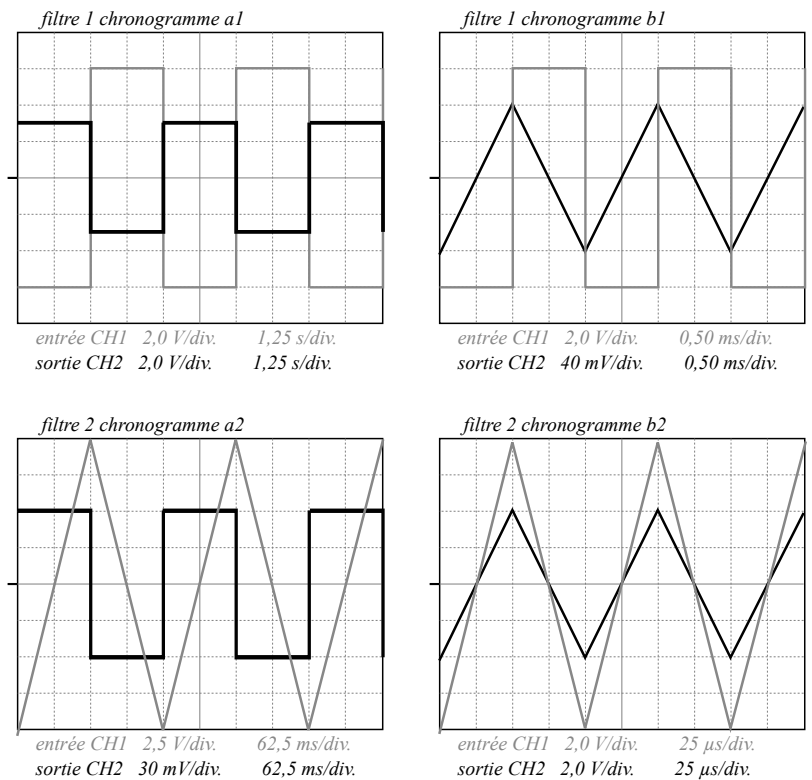 filtre 1 chronogramme a1
entrée CH1 2,0 V/div. 1,25 s/div.
sortie CH2 2,0 V/div. 1,25 s/div.
filtre 1 chronogramme b1
entrée CH1 2,0 V/div. 0,50 ms/div.
sortie CH2 40 mV/div. 0,50 ms/div.
filtre 2 chronogramme a2
entrée CH1 2,5 V/div. 62,5 ms/div.
sortie CH2 30 mV/div. 62,5 ms/div.
filtre 2 chronogramme b2
entrée CH1 2,0 V/div. 25 µs/div.
sortie CH2 2,0 V/div. 25 µs/div.